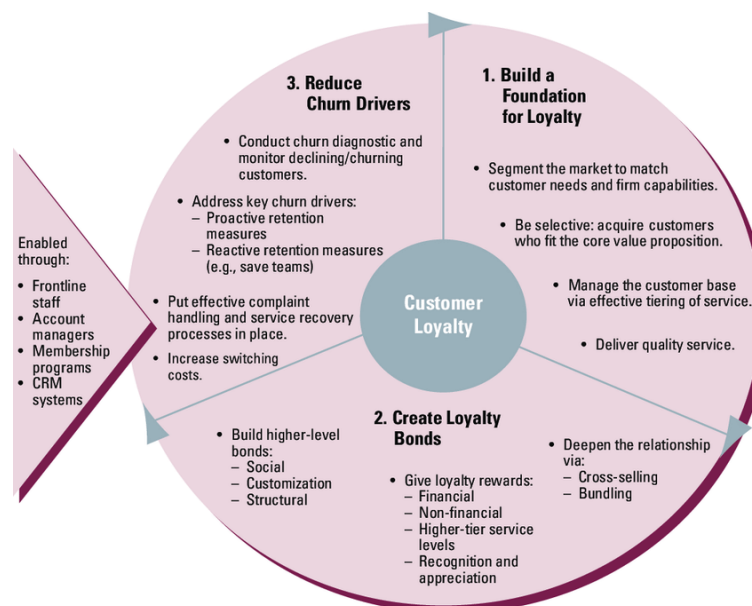 3. Reduce
Churn Drivers
• Conduct churn diagnostic and
monitor declining/churning
customers.
• Address key churn drivers:
– Proactive retention
measures
– Reactive retention measures
(e.g., save teams)
• Put effective complaint
handling and service recovery
processes in place.
• Increase switching
costs.
1. Build a
Foundation
for Loyalty
• Segment the market to match
customer needs and firm capabilities.
• Be selective: acquire customers
who fit the core value proposition.
• Manage the customer base
via effective tiering of service.
• Deliver quality service.
Enabled
through:
• Frontline
staff
• Account
managers
• Membership
programs
• CRM
systems
Customer
Loyalty
2. Create Loyalty
Bonds
• Build higher-level
bonds:
– Social
– Customization
– Structural
• Give loyalty rewards:
– Financial
– Non-financial
– Higher-tier service
levels
– Recognition and
appreciation
• Deepen the relationship
via:
– Cross-selling
– Bundling